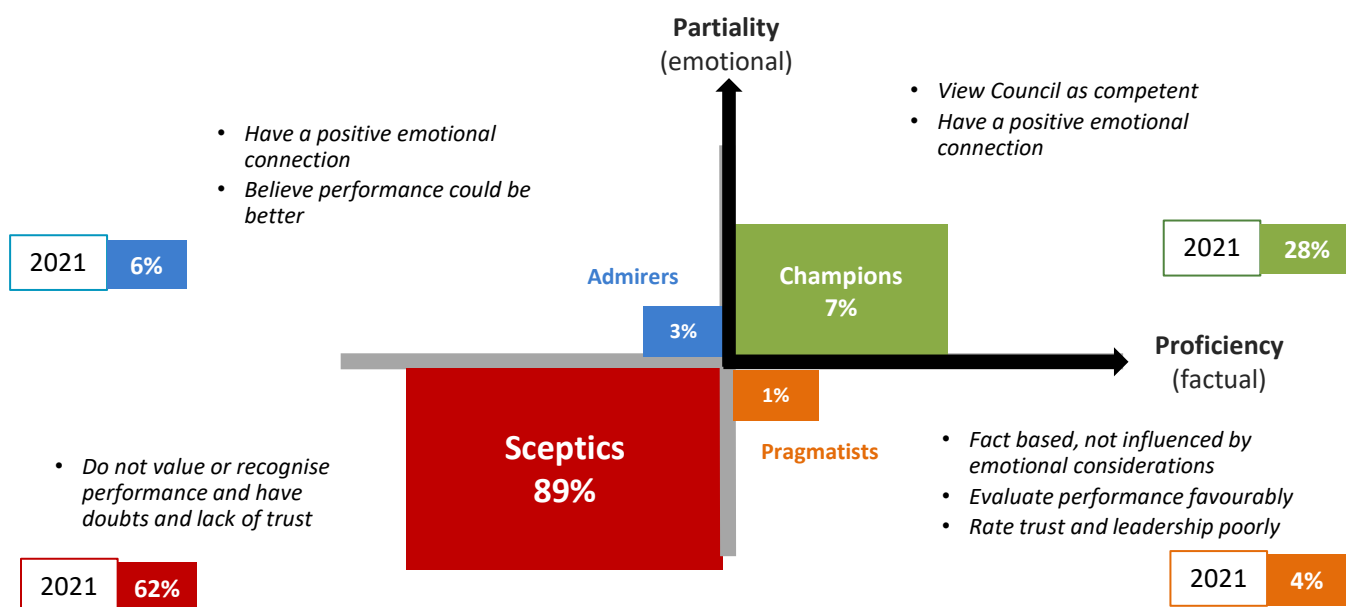 Partiality
(emotional)
• View Council as competent
• Have a positive emotional
connection
• Have a positive emotional
connection
• Believe performance could be
better
2021 6%
2021 28%
Admirers
3%
Champions
7%
Proficiency
(factual)
1%
Pragmatists
Sceptics
89%
• Do not value or recognise
performance and have
doubts and lack of trust
• Fact based, not influenced by
emotional considerations
• Evaluate performance favourably
• Rate trust and leadership poorly
2021 62%
2021 4%